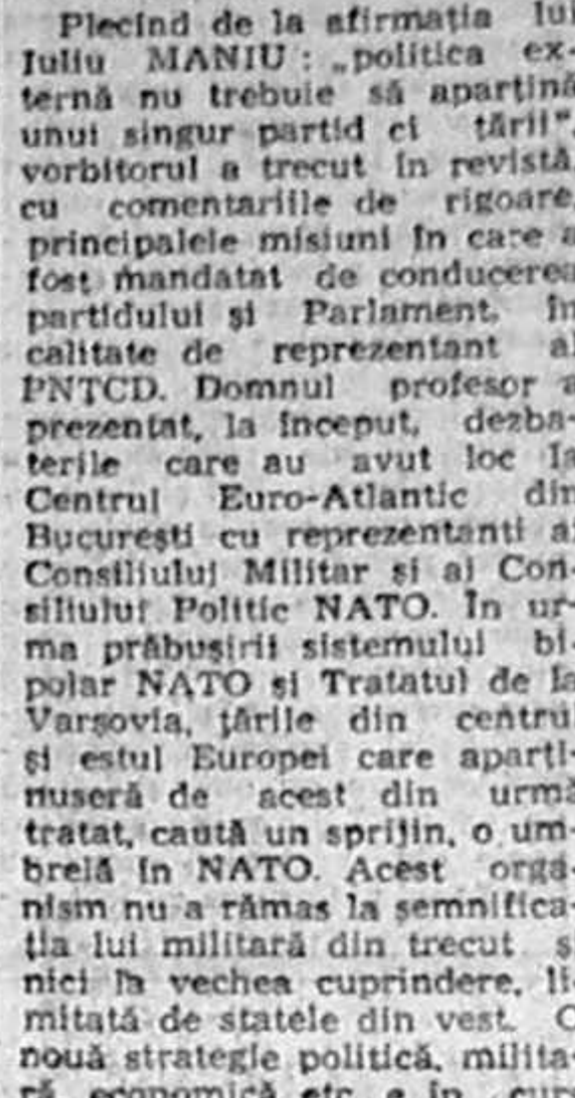 Plecind de la afirmația lui
Iuliu MANIU: „politica ex-
ternă nu trebuie să aparțină
unui singur partid ci țării",
vorbitorul a trecut în revistă,
cu comentariile de rigoare,
principalele misiuni în care a
fost mandatat de conducerea
partidului și Parlament, în
calitate de reprezentant al
PNȚCD. Domnul profesor a
prezentat, la început, dezba-
terile care au avut loc la
Centrul Euro-Atlantic din
București cu reprezentanti ai
Consiliului Militar și ai Con-
siliului Politic NATO. În ur-
ma prăbușirii sistemului bi-
polar NATO și Tratatul de la
Varșovia, țările din centrul
și estul Europei care aparți-
nuseră de acest din urmă
tratat, caută un sprijin, o um-
brelă în NATO. Acest orga-
nism nu a rămas la semnifica-
ția lui militară din trecut și
nici la vechea cuprindere, li-
mitată de statele din vest. O
nouă strategie politică, milita-
ră economică etc